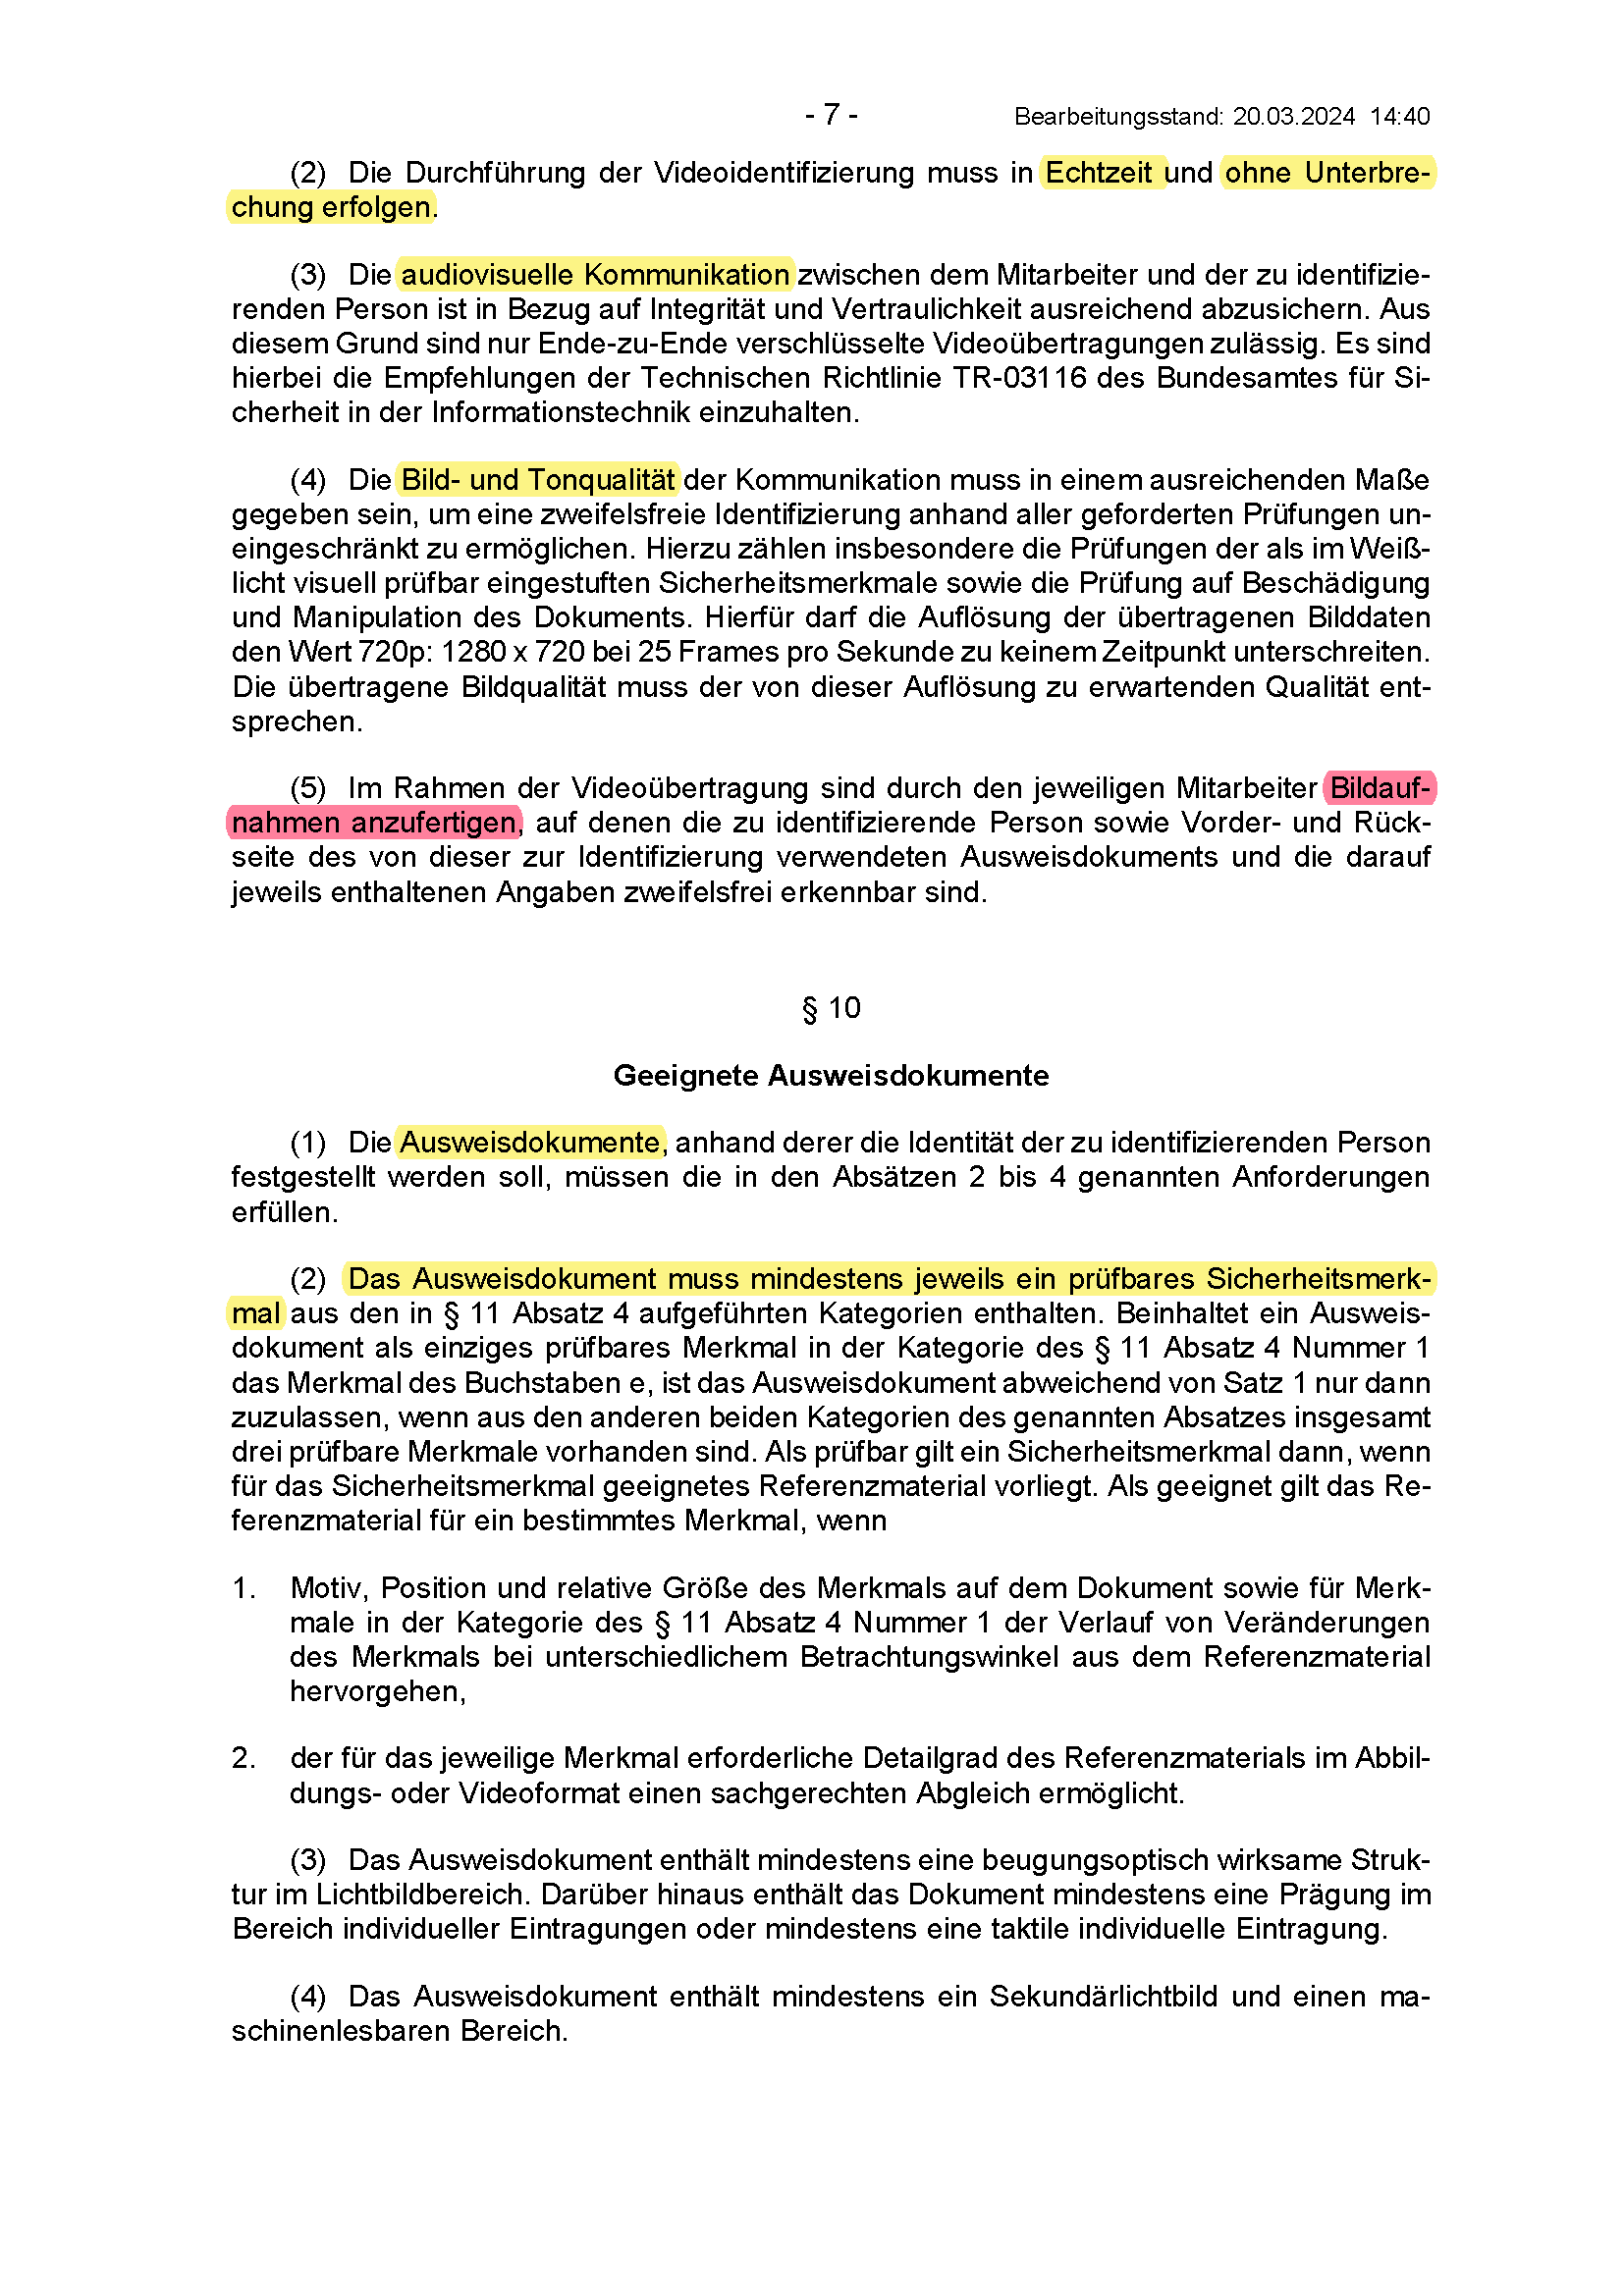 - 7 -
Bearbeitungsstand: 20.03.2024 14:40
(2) Die Durchführung der Videoidentifizierung muss in Echtzeit und ohne Unterbre-
chung erfolgen.
(3) Die audiovisuelle Kommunikation zwischen dem Mitarbeiter und der zu identifizie-
renden Person ist in Bezug auf Integrität und Vertraulichkeit ausreichend abzusichern. Aus
diesem Grund sind nur Ende-zu-Ende verschlüsselte Videoübertragungen zulässig. Es sind
hierbei die Empfehlungen der Technischen Richtlinie TR-03116 des Bundesamtes für Si-
cherheit in der Informationstechnik einzuhalten.
(4) Die Bild- und Tonqualität der Kommunikation muss in einem ausreichenden Maße
gegeben sein, um eine zweifelsfreie Identifizierung anhand aller geforderten Prüfungen un-
eingeschränkt zu ermöglichen. Hierzu zählen insbesondere die Prüfungen der als im Weiß-
licht visuell prüfbar eingestuften Sicherheitsmerkmale sowie die Prüfung auf Beschädigung
und Manipulation des Dokuments. Hierfür darf die Auflösung der übertragenen Bilddaten
den Wert 720p: 1280 x 720 bei 25 Frames pro Sekunde zu keinem Zeitpunkt unterschreiten.
Die übertragene Bildqualität muss der von dieser Auflösung zu erwartenden Qualität ent-
sprechen.
(5) Im Rahmen der Videoübertragung sind durch den jeweiligen Mitarbeiter Bildauf-
nahmen anzufertigen, auf denen die zu identifizierende Person sowie Vorder- und Rück-
seite des von dieser zur Identifizierung verwendeten Ausweisdokuments und die darauf
jeweils enthaltenen Angaben zweifelsfrei erkennbar sind.
§ 10
Geeignete Ausweisdokumente
(1) Die Ausweisdokumente, anhand derer die Identität der zu identifizierenden Person
festgestellt werden soll, müssen die in den Absätzen 2 bis 4 genannten Anforderungen
erfüllen.
(2) Das Ausweisdokument muss mindestens jeweils ein prüfbares Sicherheitsmerk-
mal aus den in § 11 Absatz 4 aufgeführten Kategorien enthalten. Beinhaltet ein Ausweis-
dokument als einziges prüfbares Merkmal in der Kategorie des § 11 Absatz 4 Nummer 1
das Merkmal des Buchstaben e, ist das Ausweisdokument abweichend von Satz 1 nur dann
zuzulassen, wenn aus den anderen beiden Kategorien des genannten Absatzes insgesamt
drei prüfbare Merkmale vorhanden sind. Als prüfbar gilt ein Sicherheitsmerkmal dann, wenn
für das Sicherheitsmerkmal geeignetes Referenzmaterial vorliegt. Als geeignet gilt das Re-
ferenzmaterial für ein bestimmtes Merkmal, wenn
1. Motiv, Position und relative Größe des Merkmals auf dem Dokument sowie für Merk-
male in der Kategorie des § 11 Absatz 4 Nummer 1 der Verlauf von Veränderungen
des Merkmals bei unterschiedlichem Betrachtungswinkel aus dem Referenzmaterial
hervorgehen,
2. der für das jeweilige Merkmal erforderliche Detailgrad des Referenzmaterials im Abbil-
dungs- oder Videoformat einen sachgerechten Abgleich ermöglicht.
(3) Das Ausweisdokument enthält mindestens eine beugungsoptisch wirksame Struk-
tur im Lichtbildbereich. Darüber hinaus enthält das Dokument mindestens eine Prägung im
Bereich individueller Eintragungen oder mindestens eine taktile individuelle Eintragung.
(4) Das Ausweisdokument enthält mindestens ein Sekundärlichtbild und einen ma-
schinenlesbaren Bereich.